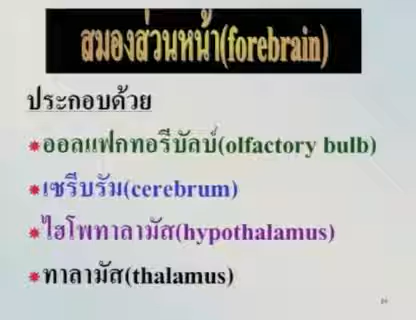 สมองส่วนหน้า(forebrain)
ประกอบด้วย
*ออลแฟกทอรีบัลบ์(olfactory bulb)
*เซรีบรัม(cerebrum)
*ไฮโพทาลามัส(hypothalamus)
*ทาลามัส(thalamus)